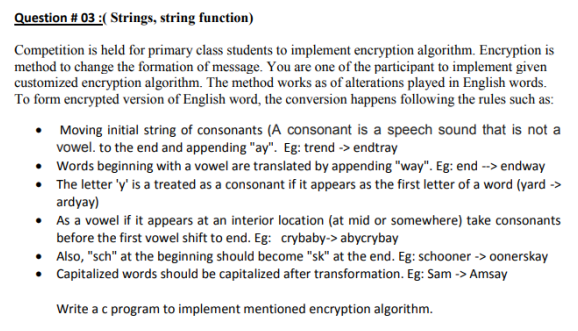 Question # 03 :( Strings, string function)
Competition is held for primary class students to implement encryption algorithm. Encryption is
method to change the formation of message. You are one of the participant to implement given
customized encryption algorithm. The method works as of alterations played in English words.
To form encrypted version of English word, the conversion happens following the rules such as:
• Moving initial string of consonants (A consonant is a speech sound that is not a
vowel. to the end and appending "ay". Eg: trend -> endtray
• Words beginning with a vowel are translated by appending "way". Eg: end --> endway
• The letter 'y' is a treated as a consonant if it appears as the first letter of a word (yard ->
ardyay)
• As a vowel if it appears at an interior location (at mid or somewhere) take consonants
before the first vowel shift to end. Eg: crybaby-> abycrybay
• Also, "sch" at the beginning should become "sk" at the end. Eg: schooner -> oonerskay
• Capitalized words should be capitalized after transformation. Eg: Sam -> Amsay
Write a c program to implement mentioned encryption algorithm.